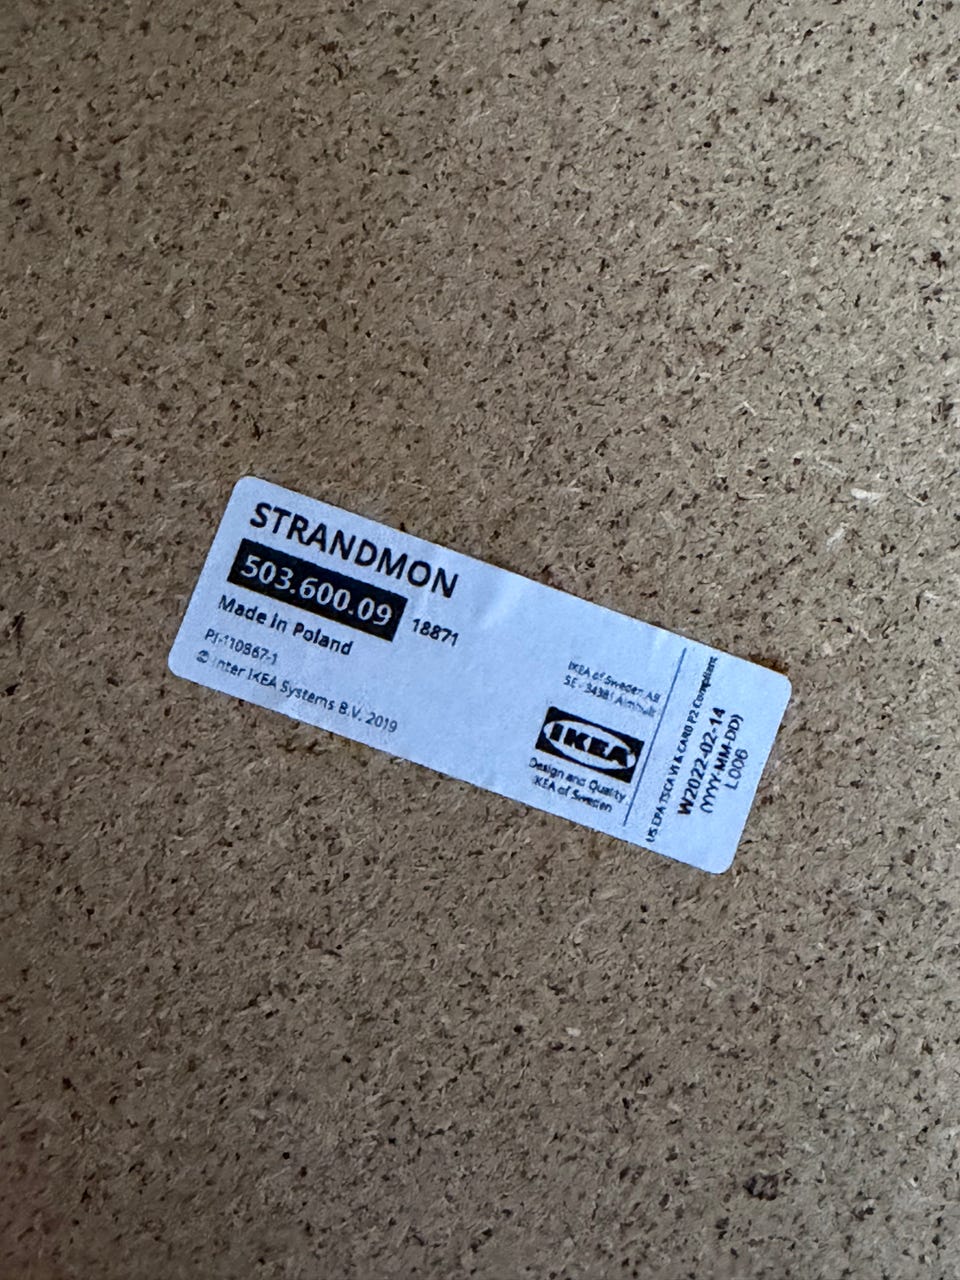 STRANDMON
503.600.09 18871
Made in Poland
PI-110867-1
© Inter IKEA Systems B.V. 2019
IKEA of Sweden AB
SE - 34381 Älmhult
IKEA
Design and Quality
IKEA of Sweden
US EPA TSCA VI & CARB P2 Compliant
W2022-02-14
(YYYY-MM-DD)
L006